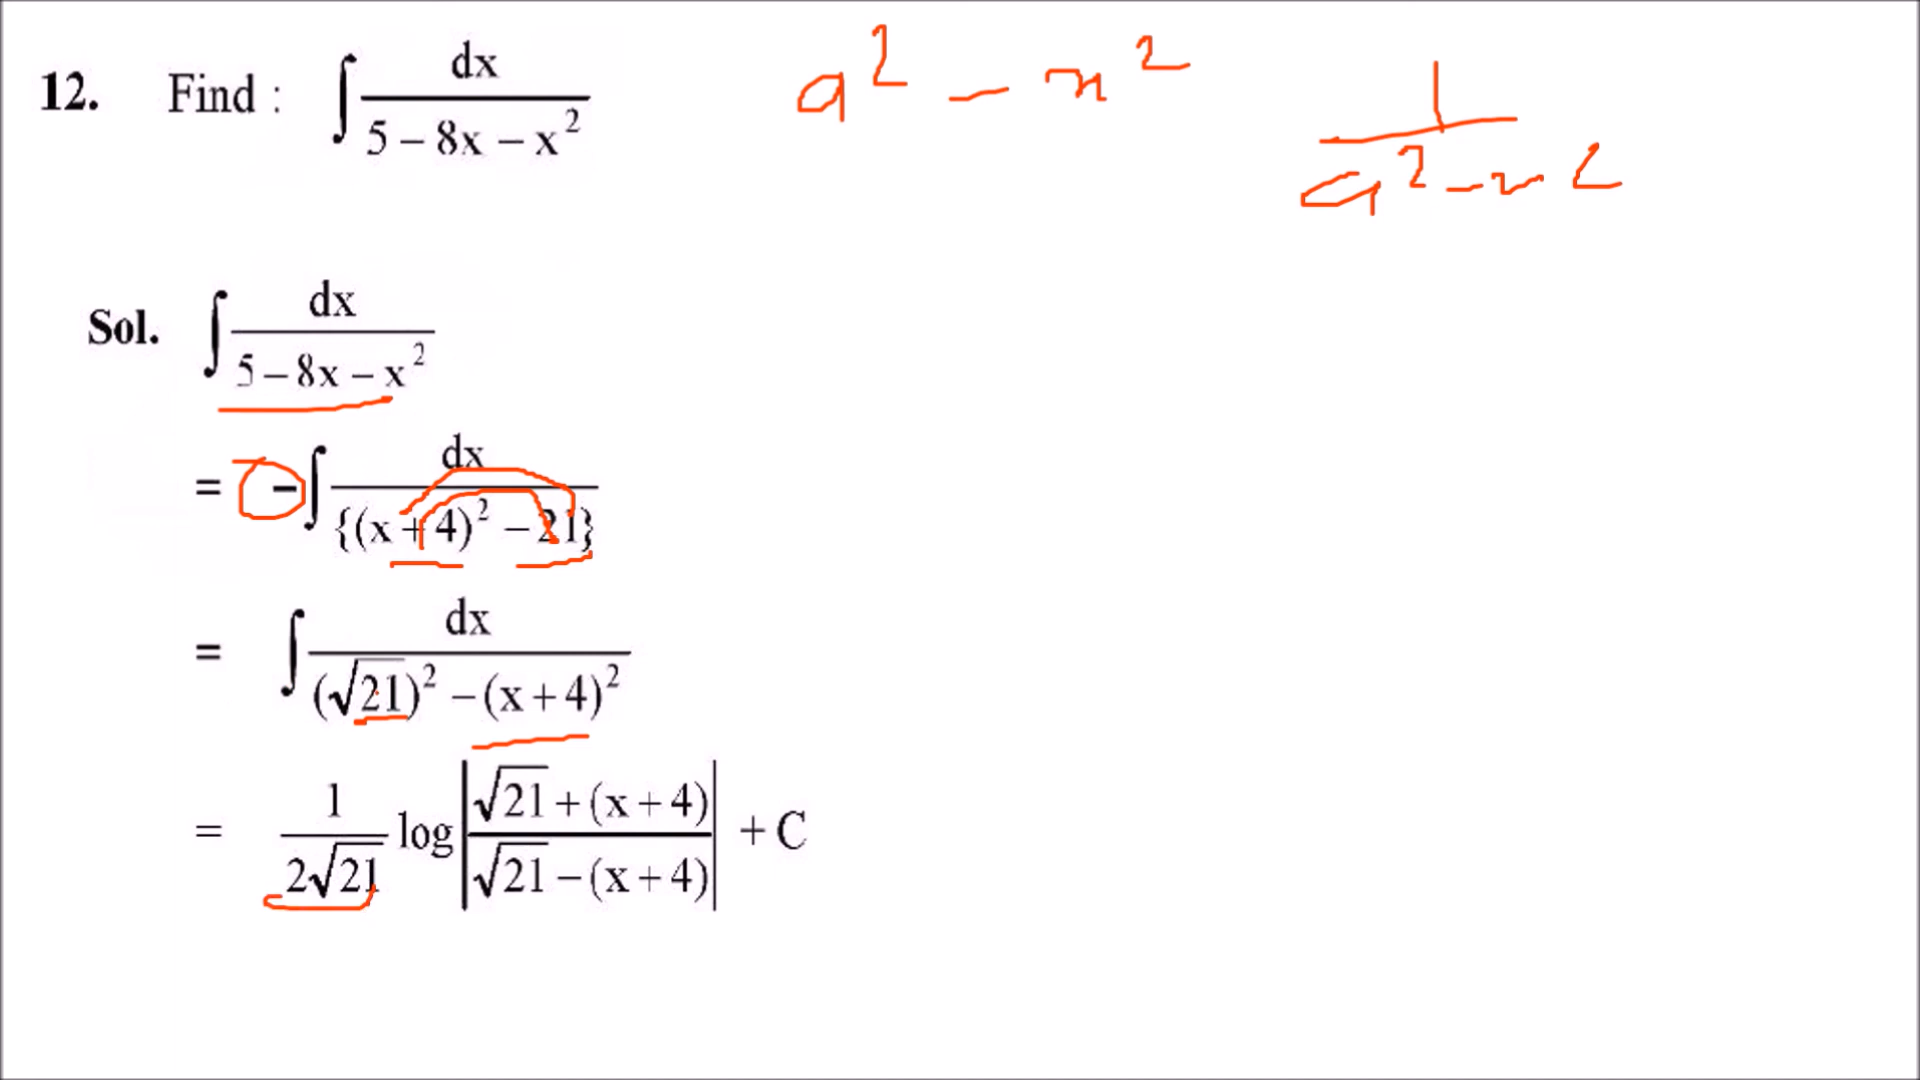 12. Find : ∫ dx / (5 – 8x – x²)
a² – x²
1 / (a² – x²)
Sol. ∫ dx / (5 – 8x – x²)
= –∫ dx / {(x + 4)² – 21}
= ∫ dx / ((√21)² – (x + 4)²)
= 1 / (2√21) log |(√21 + (x + 4)) / (√21 – (x + 4))| + C